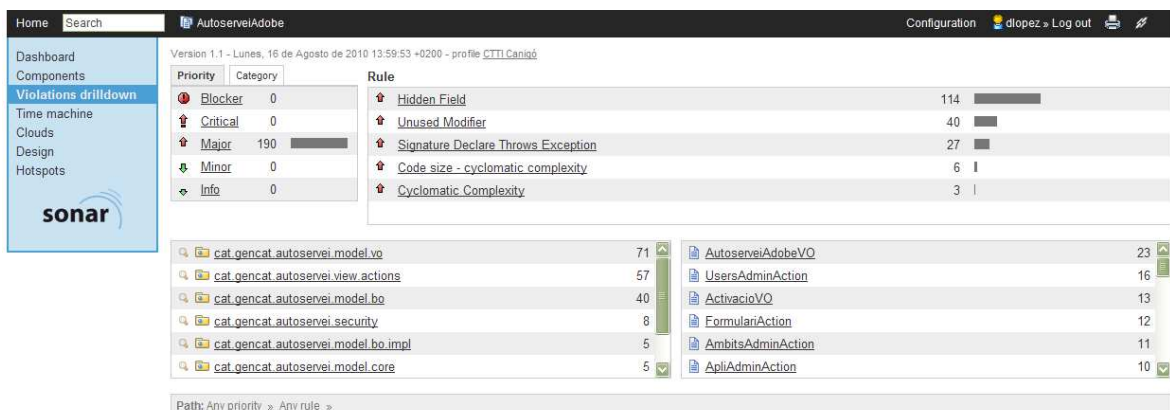 Home Search AutoserveiAdobe Configuration dlopez » Log out
Dashboard
Components
Violations drilldown
Time machine
Clouds
Design
Hotspots
sonar
Version 1.1 - Lunes, 16 de Agosto de 2010 13:59:53 +0200 - profile CTTI Canigó
Priority Category
Blocker 0
Critical 0
Major 190
Minor 0
Info 0
Rule
Hidden Field 114
Unused Modifier 40
Signature Declare Throws Exception 27
Code size - cyclomatic complexity 6
Cyclomatic Complexity 3
cat.gencat.autoservei.model.vo 71
cat.gencat.autoservei.view.actions 57
cat.gencat.autoservei.model.bo 40
cat.gencat.autoservei.security 8
cat.gencat.autoservei.model.bo.impl 5
cat.gencat.autoservei.model.core 5
AutoserveiAdobeVO 23
UsersAdminAction 16
ActivacioVO 13
FormulariAction 12
AmbitsAdminAction 11
ApliAdminAction 10
Path: Any priority » Any rule »